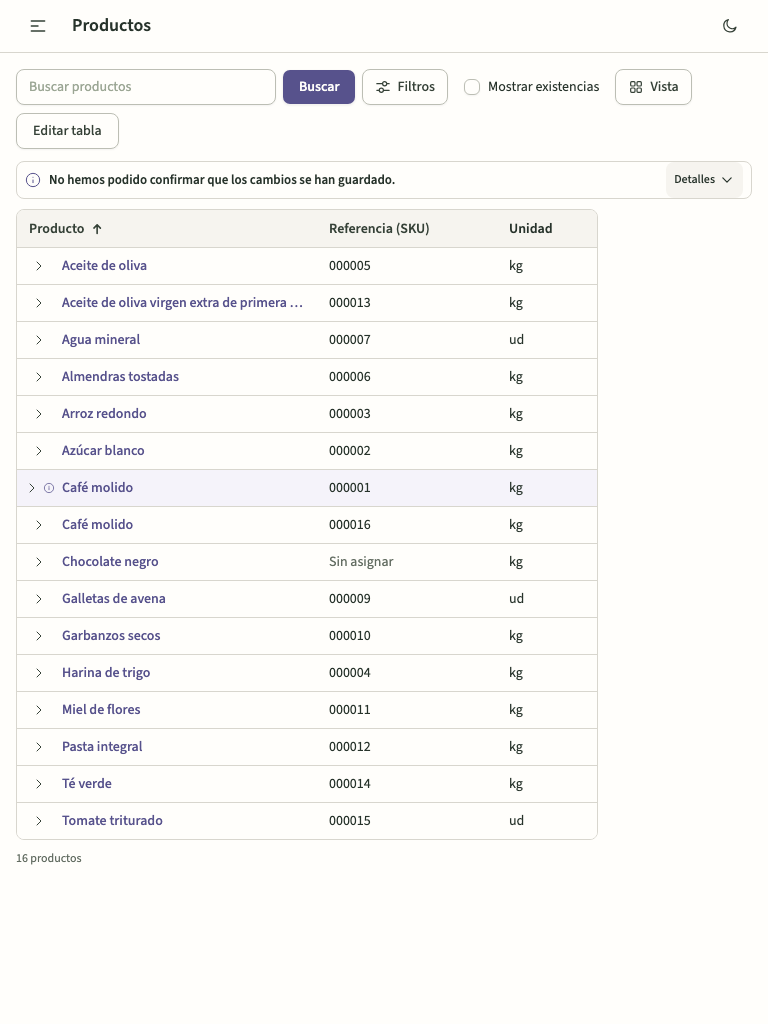 Productos
Buscar productos
Buscar
Filtros
Mostrar existencias
Vista
Editar tabla
No hemos podido confirmar que los cambios se han guardado.
Detalles
Producto Referencia (SKU) Unidad
Aceite de oliva 000005 kg
Aceite de oliva virgen extra de primera … 000013 kg
Agua mineral 000007 ud
Almendras tostadas 000006 kg
Arroz redondo 000003 kg
Azúcar blanco 000002 kg
Café molido 000001 kg
Café molido 000016 kg
Chocolate negro Sin asignar kg
Galletas de avena 000009 ud
Garbanzos secos 000010 kg
Harina de trigo 000004 kg
Miel de flores 000011 kg
Pasta integral 000012 kg
Té verde 000014 kg
Tomate triturado 000015 ud
16 productos